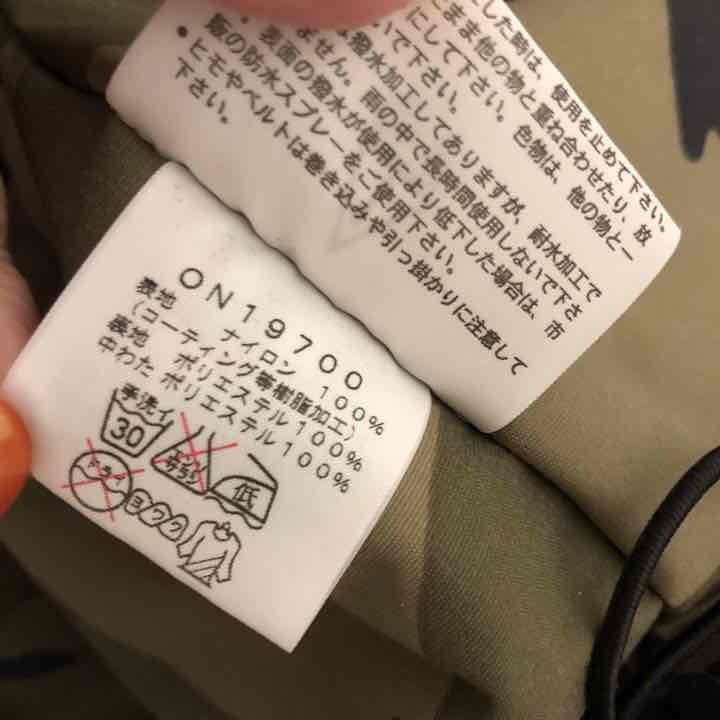 した時は、使用を止めて下さい。
まま他の物と重ね合わせたり、放
にして下さい。色物は、他の物と一
いで下さい。
は撥水加工してありますが、耐水加工で
ません。雨の中で長時間使用しないで下さ
・表面の撥水が使用により低下した場合は、市
販の防水スプレーをご使用下さい。
・ヒモやベルトは巻き込みや引っ掛かりに注意して
下さい。
ON19700
表地 ナイロン 100%
(コーティング等樹脂加工)
裏地 ポリエステル100%
中わた ポリエステル100%
手洗イ
30
エンソ
サラシ
低
ドライ
ヨワク